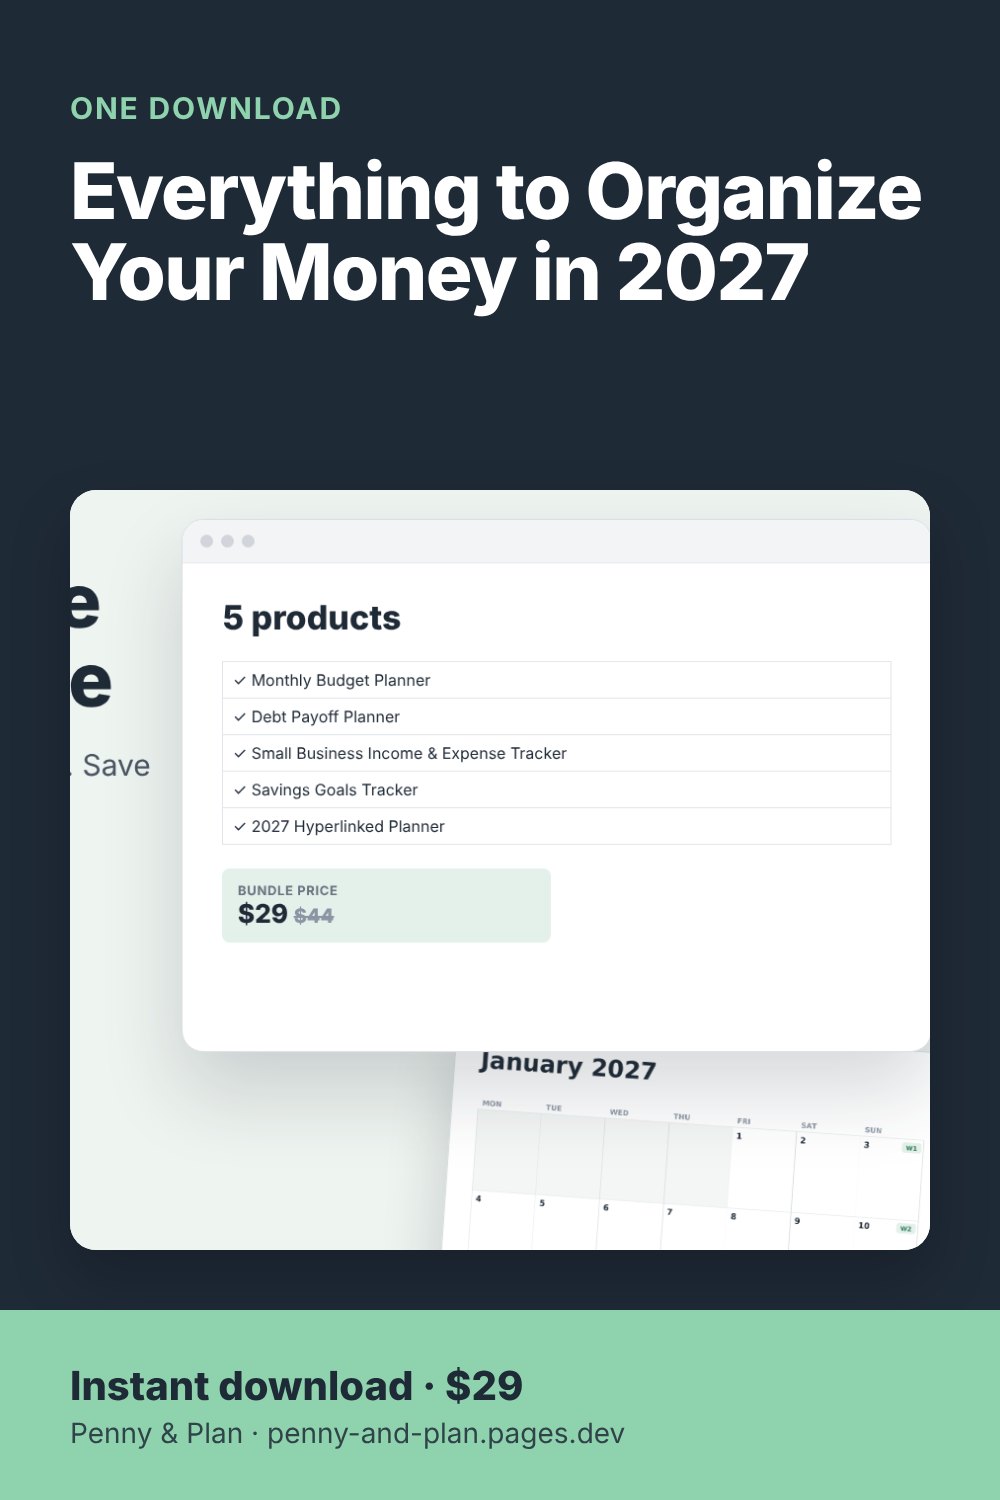 ONE DOWNLOAD
Everything to Organize
Your Money in 2027
e
e
. Save
5 products
✓ Monthly Budget Planner
✓ Debt Payoff Planner
✓ Small Business Income & Expense Tracker
✓ Savings Goals Tracker
✓ 2027 Hyperlinked Planner
BUNDLE PRICE
$29 $44
January 2027
MON TUE WED THU FRI SAT SUN
1 2 3 W1
4 5 6 7 8 9 10 W2
Instant download · $29
Penny & Plan · penny-and-plan.pages.dev